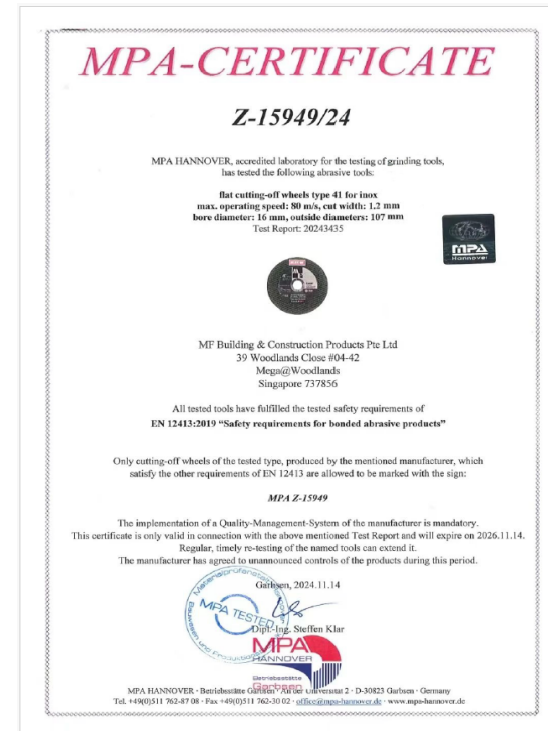 MPA-CERTIFICATE
Z-15949/24
MPA HANNOVER, accredited laboratory for the testing of grinding tools,
has tested the following abrasive tools:
flat cutting-off wheels type 41 for inox
max. operating speed: 80 m/s, cut width: 1.2 mm
bore diameter: 16 mm, outside diameters: 107 mm
Test Report: 20243435
MPA
Hannover
MF Building & Construction Products Pte Ltd
39 Woodlands Close #04-42
Mega@Woodlands
Singapore 737856
All tested tools have fulfilled the tested safety requirements of
EN 12413:2019 “Safety requirements for bonded abrasive products”
Only cutting-off wheels of the tested type, produced by the mentioned manufacturer, which
satisfy the other requirements of EN 12413 are allowed to be marked with the sign:
MPA Z-15949
The implementation of a Quality-Management-System of the manufacturer is mandatory.
This certificate is only valid in connection with the above mentioned Test Report and will expire on 2026.11.14.
Regular, timely re-testing of the named tools can extend it.
The manufacturer has agreed to unannounced controls of the products during this period.
Garbsen, 2024.11.14
MPA TESTED
Dipl.-Ing. Steffen Klar
MPA
HANNOVER
Betriebsstätte
Garbsen
MPA HANNOVER · Betriebsstätte Garbsen · An der Universität 2 · D-30823 Garbsen · Germany
Tel. +49(0)511 762-87 08 · Fax +49(0)511 762-30 02 · office@mpa-hannover.de · www.mpa-hannover.de